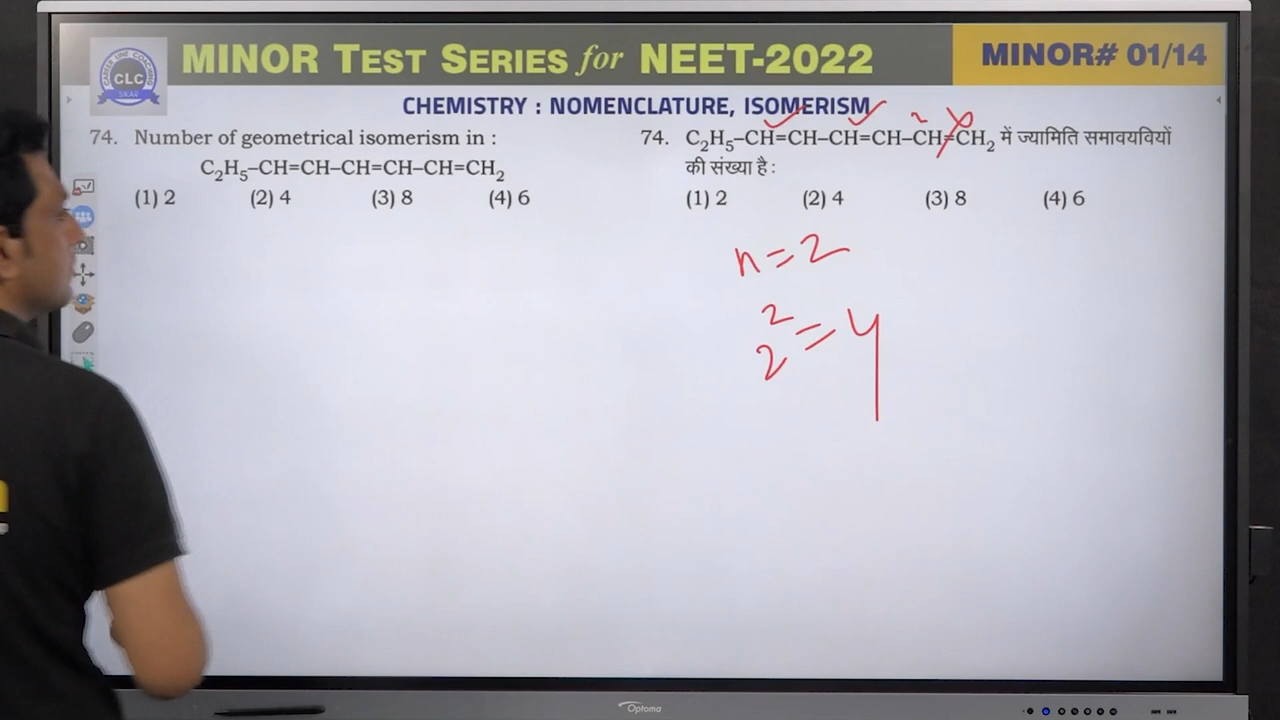 MINOR TEST SERIES for NEET-2022
MINOR# 01/14
CLC
SIKAR
CHEMISTRY : NOMENCLATURE, ISOMERISM
74. Number of geometrical isomerism in :
C₂H₅–CH=CH–CH=CH–CH=CH₂
(1) 2 (2) 4 (3) 8 (4) 6
74. C₂H₅–CH=CH–CH=CH–CH=CH₂ में ज्यामिति समावयवियों
की संख्या है :
(1) 2 (2) 4 (3) 8 (4) 6
n=2
2² = 4
Optoma